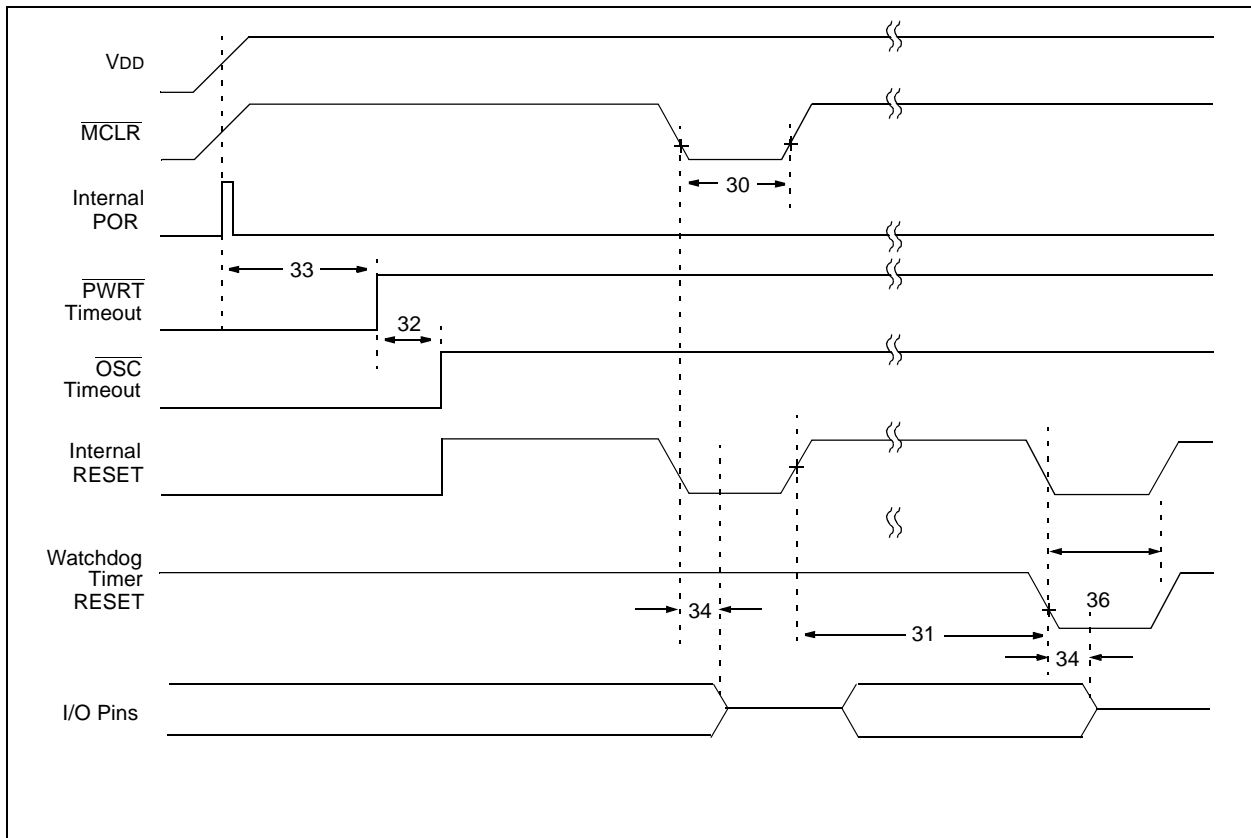 VDD
MCLR
30
Internal
POR
33
PWRT
Timeout
32
OSC
Timeout
Internal
RESET
Watchdog
Timer
RESET
34
31
36
34
I/O Pins